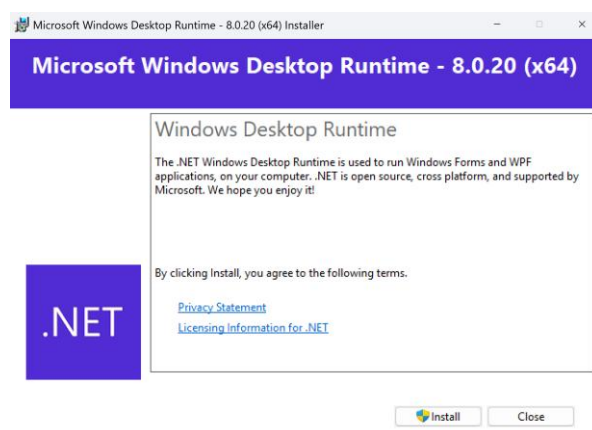 Microsoft Windows Desktop Runtime - 8.0.20 (x64) Installer
Microsoft Windows Desktop Runtime - 8.0.20 (x64)
Windows Desktop Runtime
The .NET Windows Desktop Runtime is used to run Windows Forms and WPF
applications, on your computer. .NET is open source, cross platform, and supported by
Microsoft. We hope you enjoy it!
By clicking Install, you agree to the following terms.
Privacy Statement
Licensing Information for .NET
.NET
Install
Close